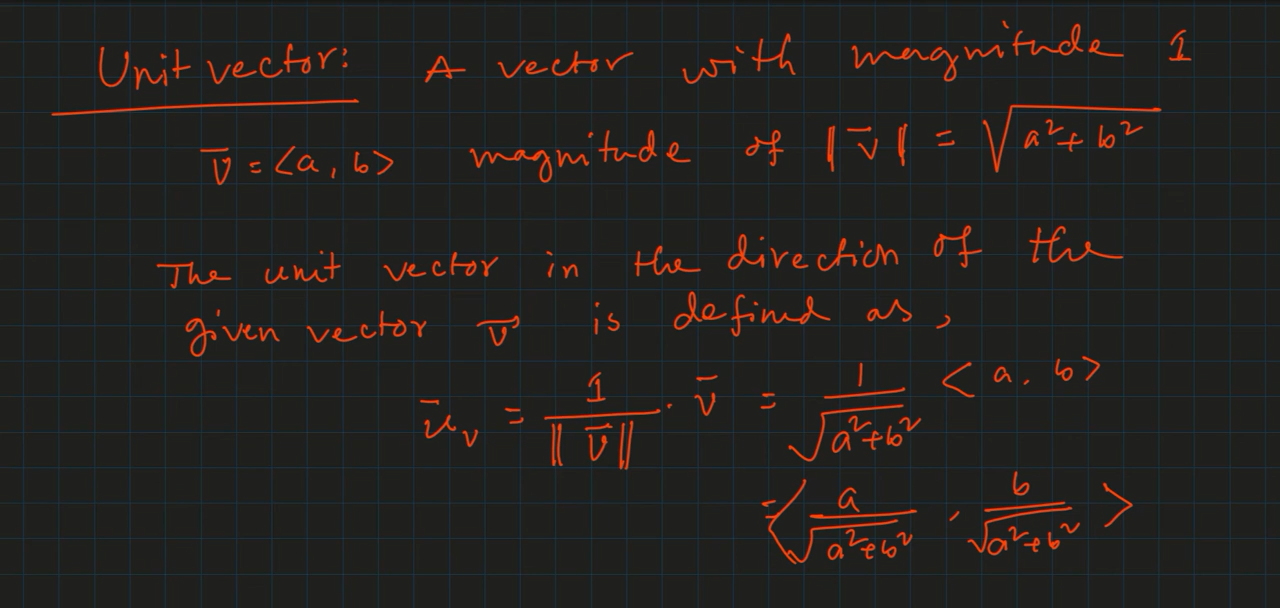 Unit vector: A vector with magnitude 1
v̄ = <a, b> magnitude of ‖v̄‖ = √(a²+b²)
The unit vector in the direction of the
given vector v⃗ is defined as,
ū_v = 1/‖v̄‖ · v̄ = 1/√(a²+b²) <a, b>
= <a/√(a²+b²), b/√(a²+b²)>